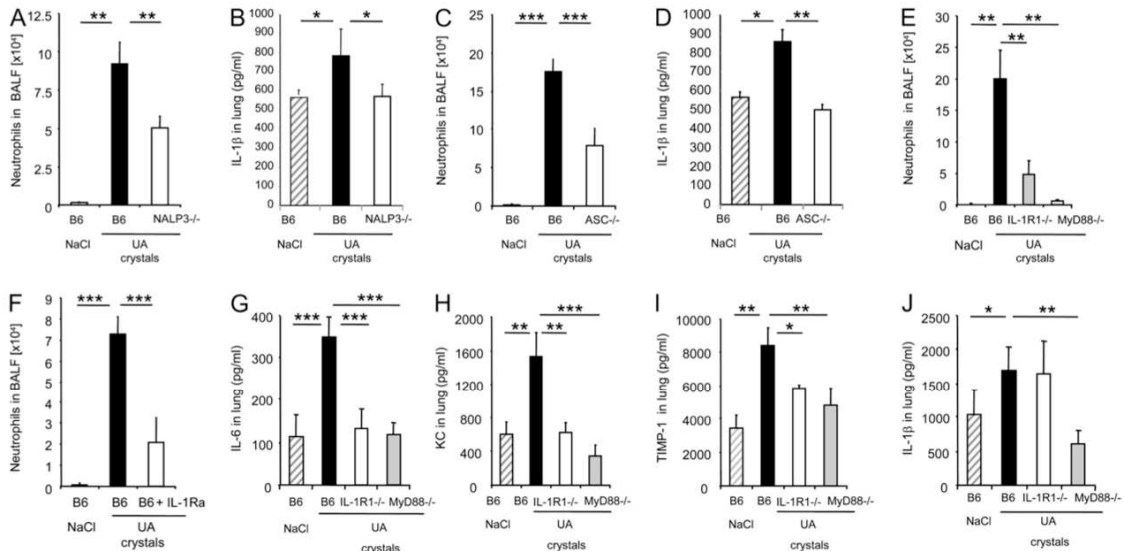 A
Neutrophils in BALF [x10⁴]
12.5
10
7.5
5
2.5
0
**
**
B6
B6
NALP3-/-
NaCl
UA
crystals
B
IL-1β in lung (pg/ml)
1000
900
800
700
600
500
400
300
200
100
0
*
*
B6
B6
NALP3-/-
NaCl
UA
crystals
C
Neutrophils in BALF [x10⁴]
25
20
15
10
5
0
***
***
B6
B6
ASC-/-
NaCl
UA
crystals
D
IL-1β in lung (pg/ml)
1000
900
800
700
600
500
400
300
200
100
0
*
**
B6
B6 ASC-/-
NaCl
UA
crystals
E
Neutrophils in BALF [x10⁴]
30
25
20
15
10
5
0
**
**
**
B6
B6 IL-1R1-/- MyD88-/-
NaCl
UA
crystals
F
Neutrophils in BALF [x10⁴]
9
8
7
6
5
4
3
2
1
0
***
***
B6
B6 B6+ IL-1Ra
NaCl
UA
crystals
G
IL-6 in lung (pg/ml)
400
300
200
100
0
***
***
***
B6
B6 IL-1R1-/- MyD88-/-
NaCl
UA
crystals
H
KC in lung (pg/ml)
2000
1600
1200
800
400
0
***
**
**
B6
B6 IL-1R1-/- MyD88-/-
NaCl
UA
crystals
I
TIMP-1 in lung (pg/ml)
10000
8000
6000
4000
2000
0
**
**
*
B6
B6 IL-1R1-/- MyD88-/-
NaCl
UA
crystals
J
IL-1β in lung (pg/ml)
2500
2000
1500
1000
500
0
*
**
B6
B6 IL-1R1-/- MyD88-/-
NaCl
UA
crystals